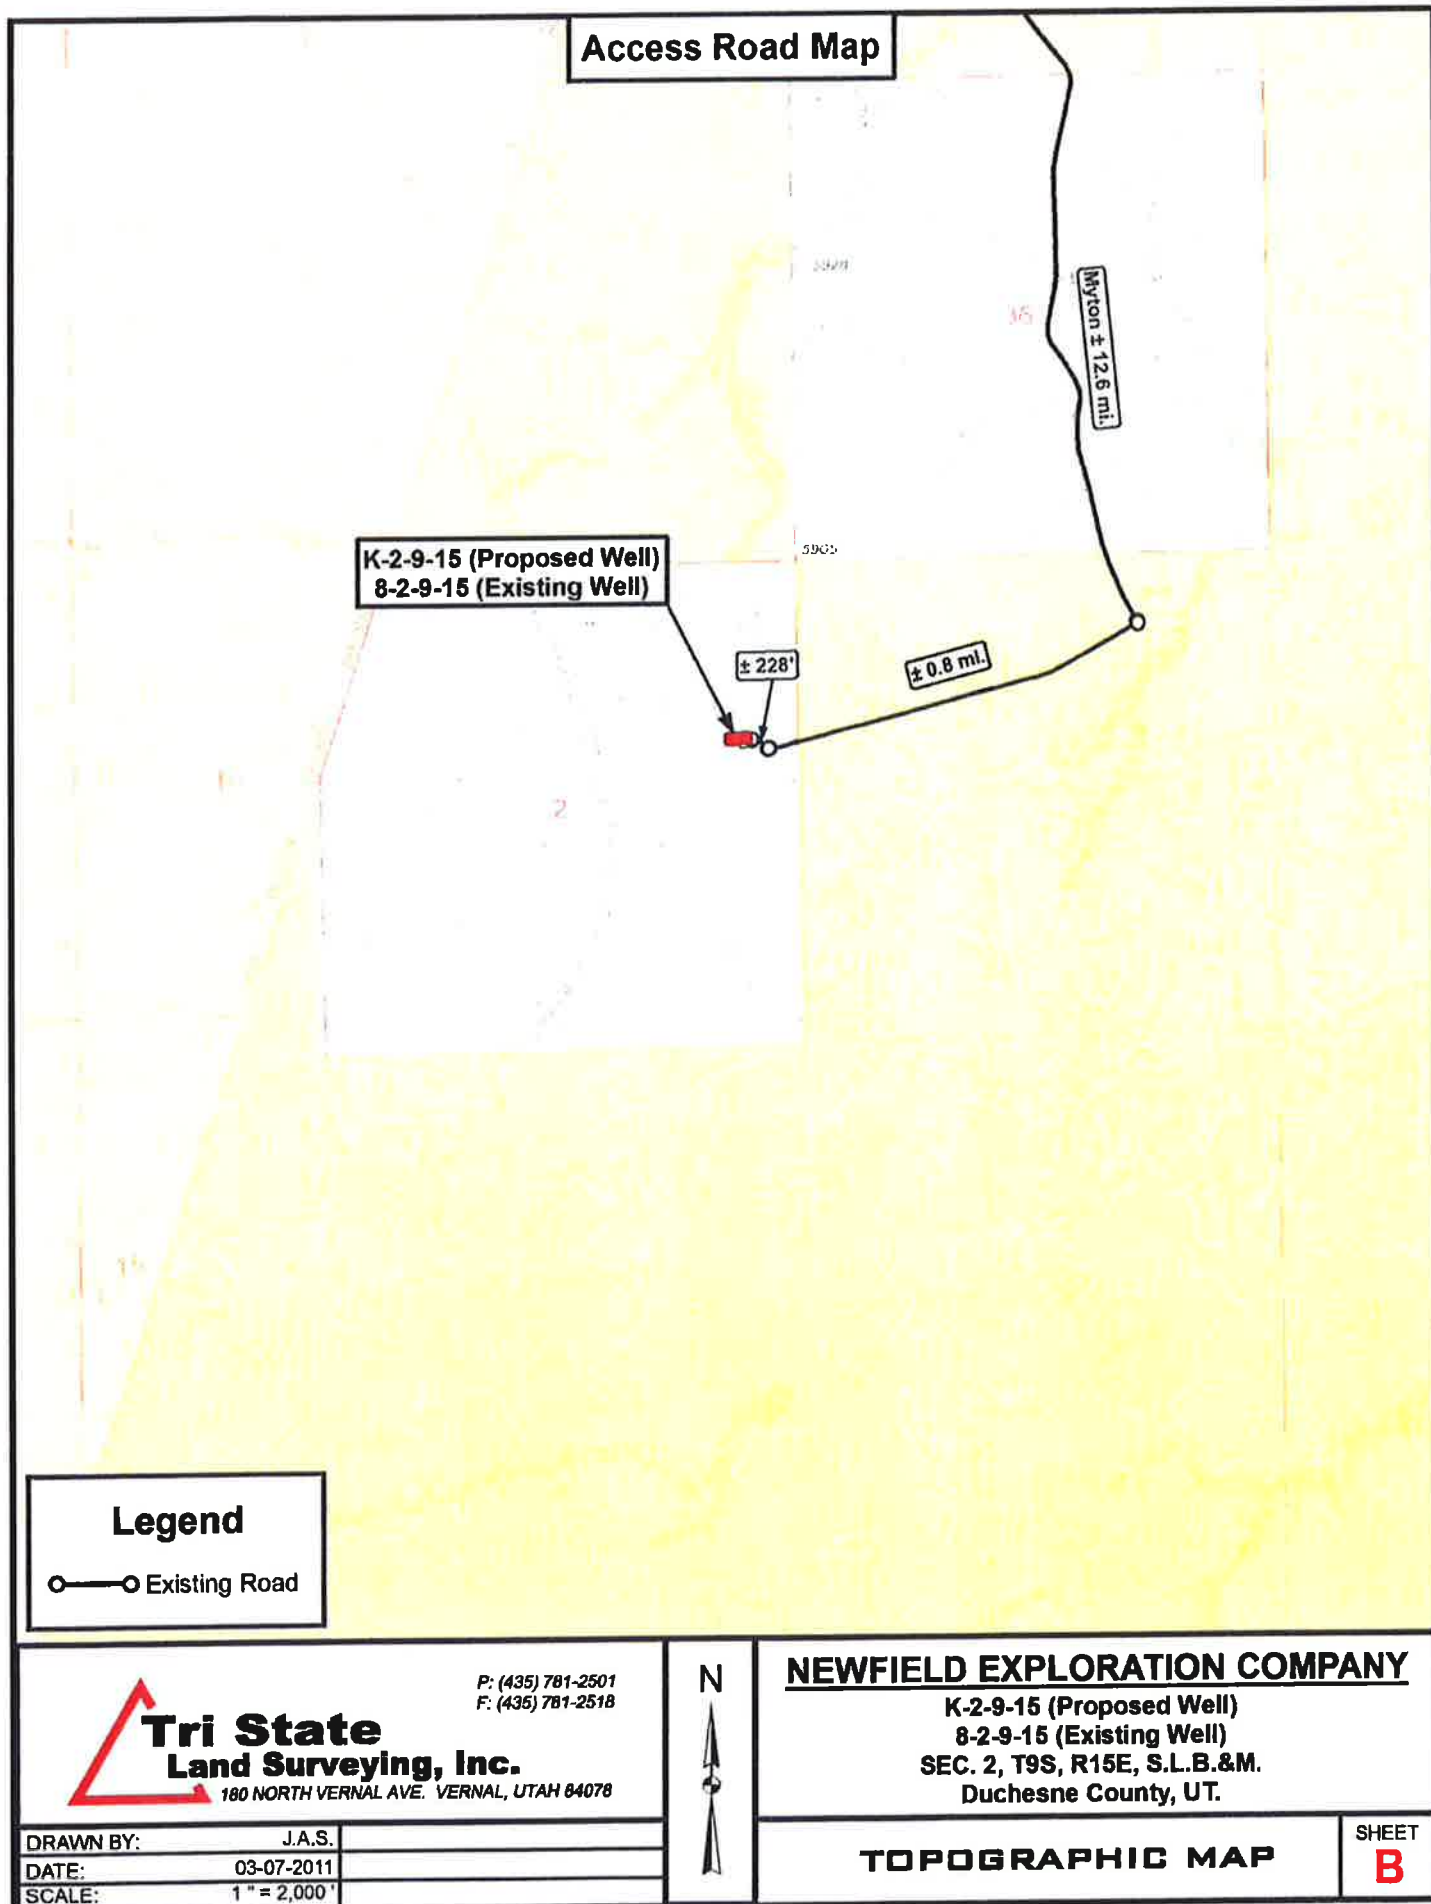 Access Road Map
36
Myton ± 12.6 mi.
5905
K-2-9-15 (Proposed Well)
8-2-9-15 (Existing Well)
± 228'
± 0.8 mi.
2
Legend
Existing Road
P: (435) 781-2501
F: (435) 781-2518
Tri State
Land Surveying, Inc.
180 NORTH VERNAL AVE. VERNAL, UTAH 84078
N
NEWFIELD EXPLORATION COMPANY
K-2-9-15 (Proposed Well)
8-2-9-15 (Existing Well)
SEC. 2, T9S, R15E, S.L.B.&M.
Duchesne County, UT.
DRAWN BY: J.A.S.
DATE: 03-07-2011
SCALE: 1 " = 2,000 '
TOPOGRAPHIC MAP
SHEET
B